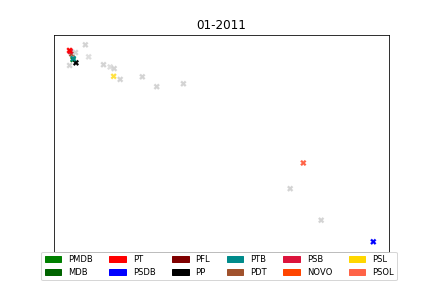 01-2011
PMDB PT PFL PTB PSB PSL
MDB PSDB PP PDT NOVO PSOL